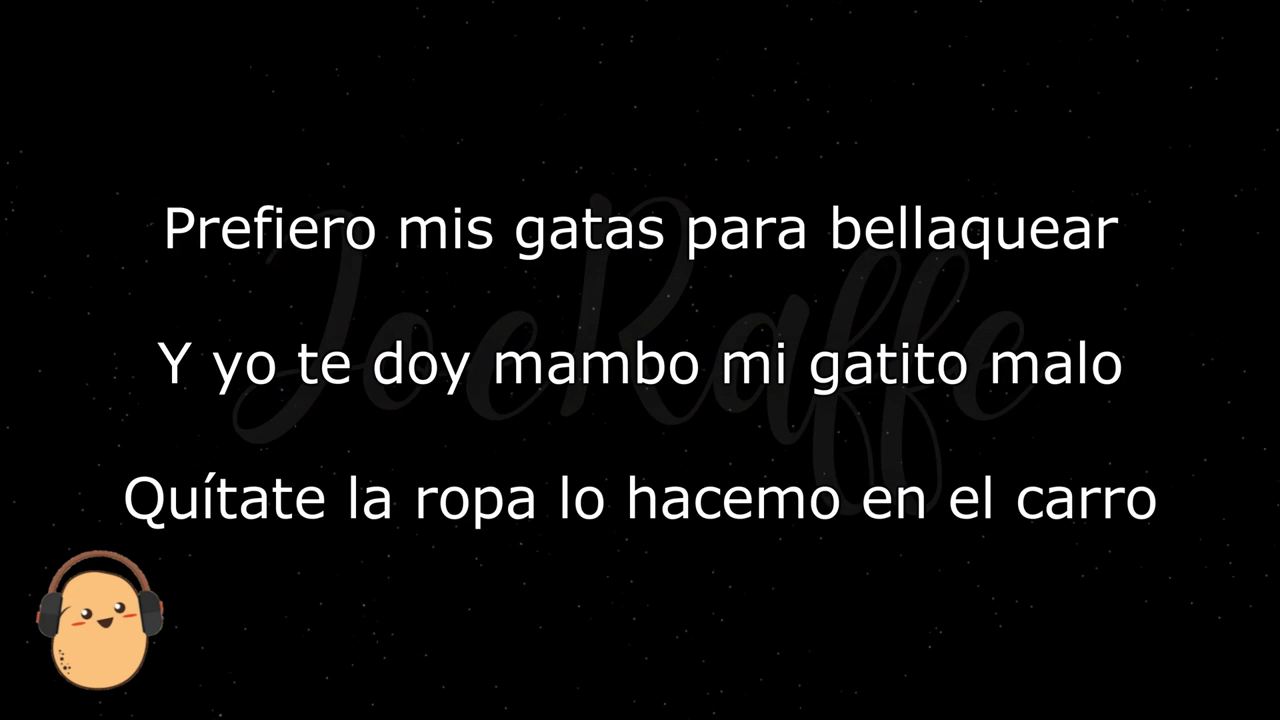 Prefiero mis gatas para bellaquear
Y yo te doy mambo mi gatito malo
Quítate la ropa lo hacemo en el carro
JoeRaffe